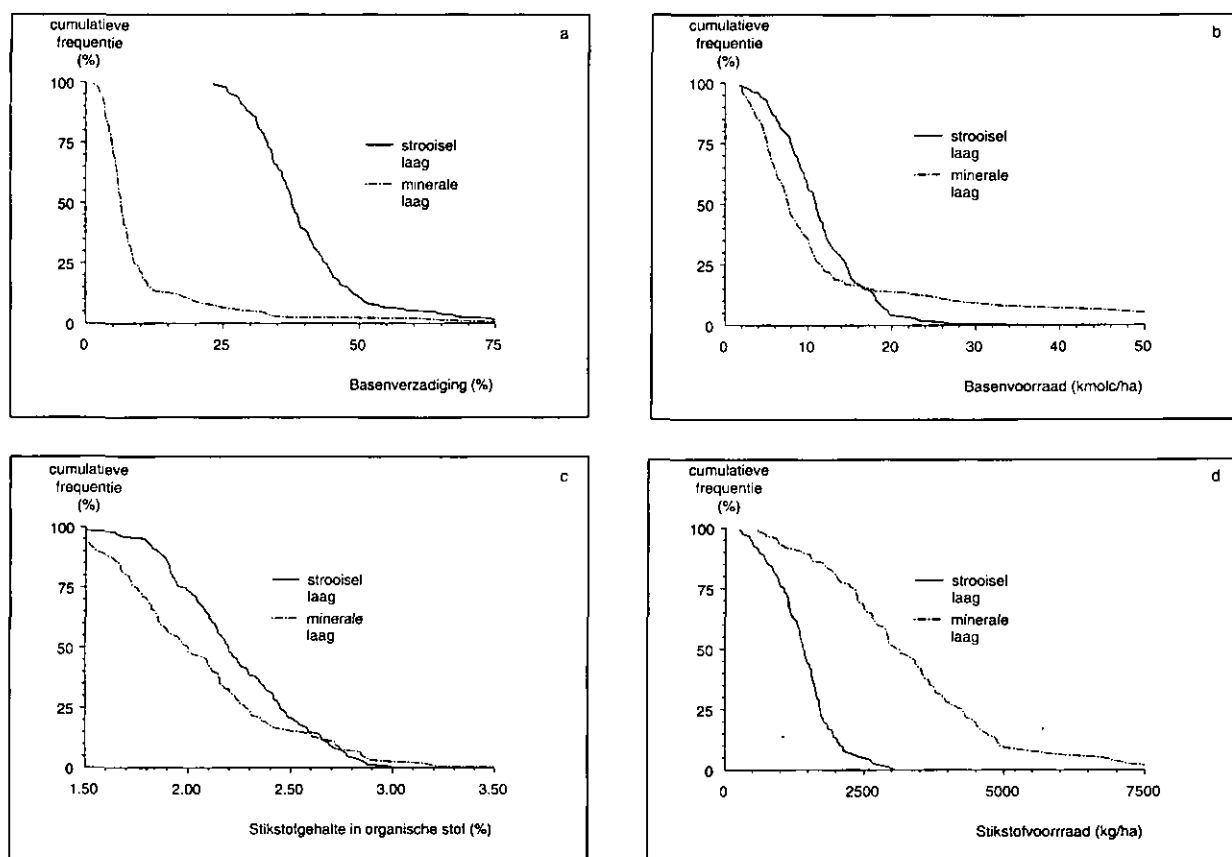 cumulatieve
frequentie
(%)
a
100
75
50
25
0
strooisel
laag
minerale
laag
0 25 50 75
Basenverzadiging (%)
cumulatieve
frequentie
(%)
b
100
75
50
25
0
strooisel
laag
minerale
laag
0 10 20 30 40 50
Basenvoorraad (kmolc/ha)
cumulatieve
frequentie
(%)
c
100
75
50
25
0
strooisel
laag
minerale
laag
1.50 2.00 2.50 3.00 3.50
Stikstofgehalte in organische stof (%)
cumulatieve
frequentie
(%)
d
100
75
50
25
0
strooisel
laag
minerale
laag
0 2500 5000 7500
Stikstofvoorrraad (kg/ha)